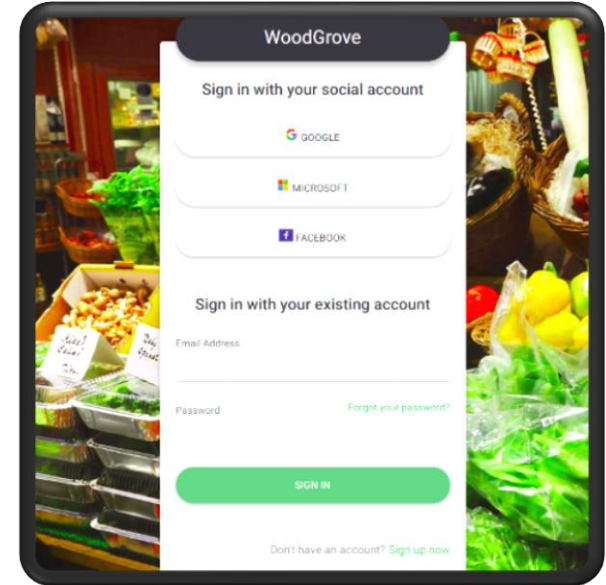 WoodGrove
Sign in with your social account
GOOGLE
MICROSOFT
FACEBOOK
Sign in with your existing account
Email Address
Password
Forgot your password?
SIGN IN
Don't have an account? Sign up now